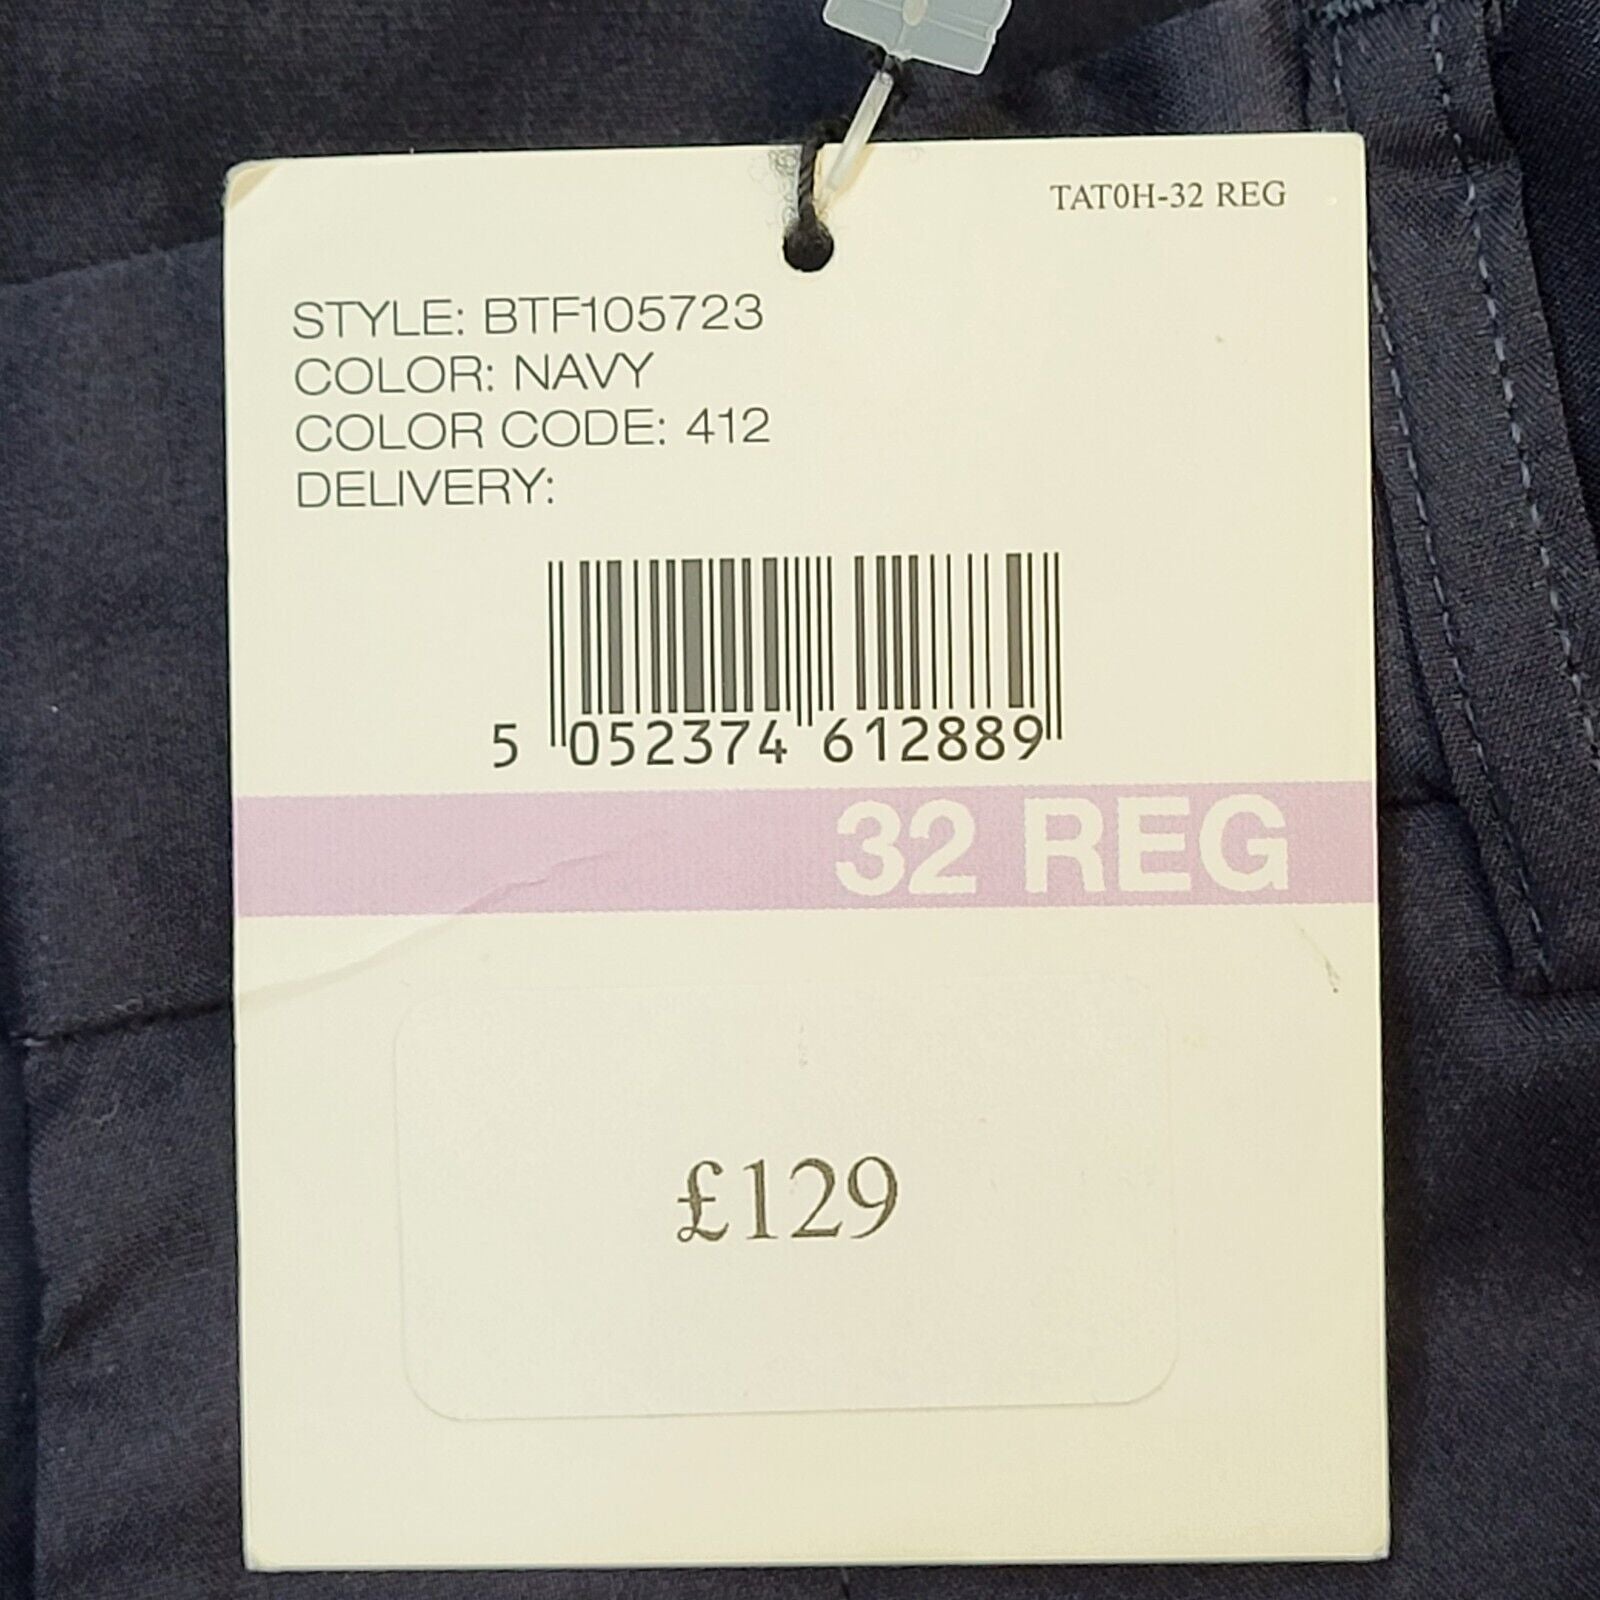 TAT0H-32 REG
STYLE: BTF105723
COLOR: NAVY
COLOR CODE: 412
DELIVERY:
5 052374 612889
32 REG
£129